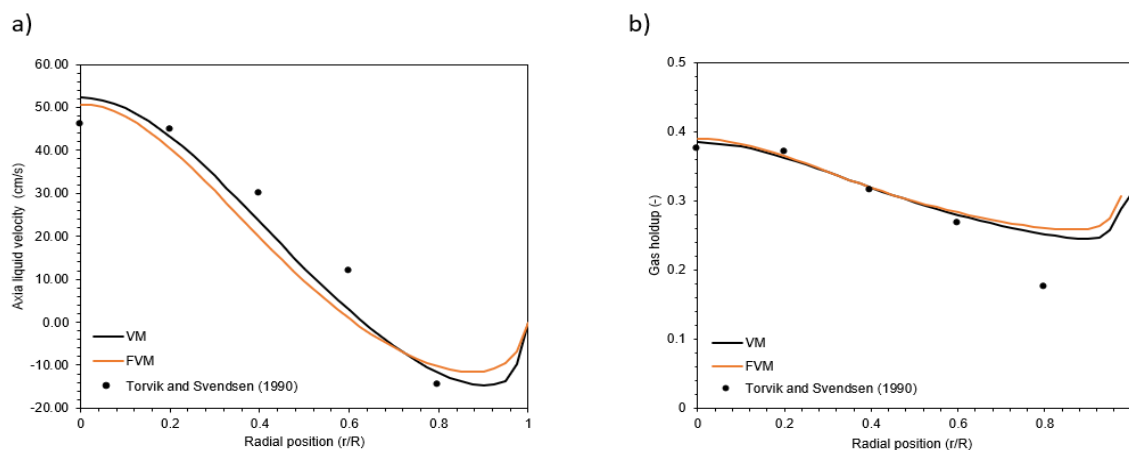 a)
60.00
50.00
40.00
30.00
20.00
10.00
0.00
-10.00
-20.00
Axia liquid velocity (cm/s)
VM
FVM
Torvik and Svendsen (1990)
0
0.2
0.4
0.6
0.8
1
Radial position (r/R)
b)
0.5
0.4
0.3
0.2
0.1
0
Gas holdup (-)
VM
FVM
Torvik and Svendsen (1990)
0
0.2
0.4
0.6
0.8
Radial position (r/R)